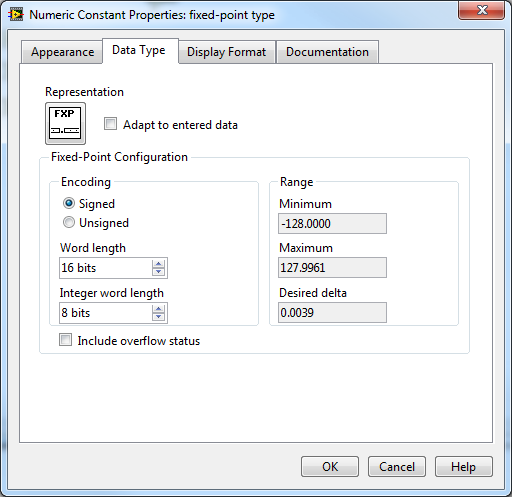 Numeric Constant Properties: fixed-point type
Appearance
Data Type
Display Format
Documentation
Representation
FXP
Adapt to entered data
Fixed-Point Configuration
Encoding
Signed
Unsigned
Word length
16 bits
Integer word length
8 bits
Range
Minimum
-128.0000
Maximum
127.9961
Desired delta
0.0039
Include overflow status
OK
Cancel
Help